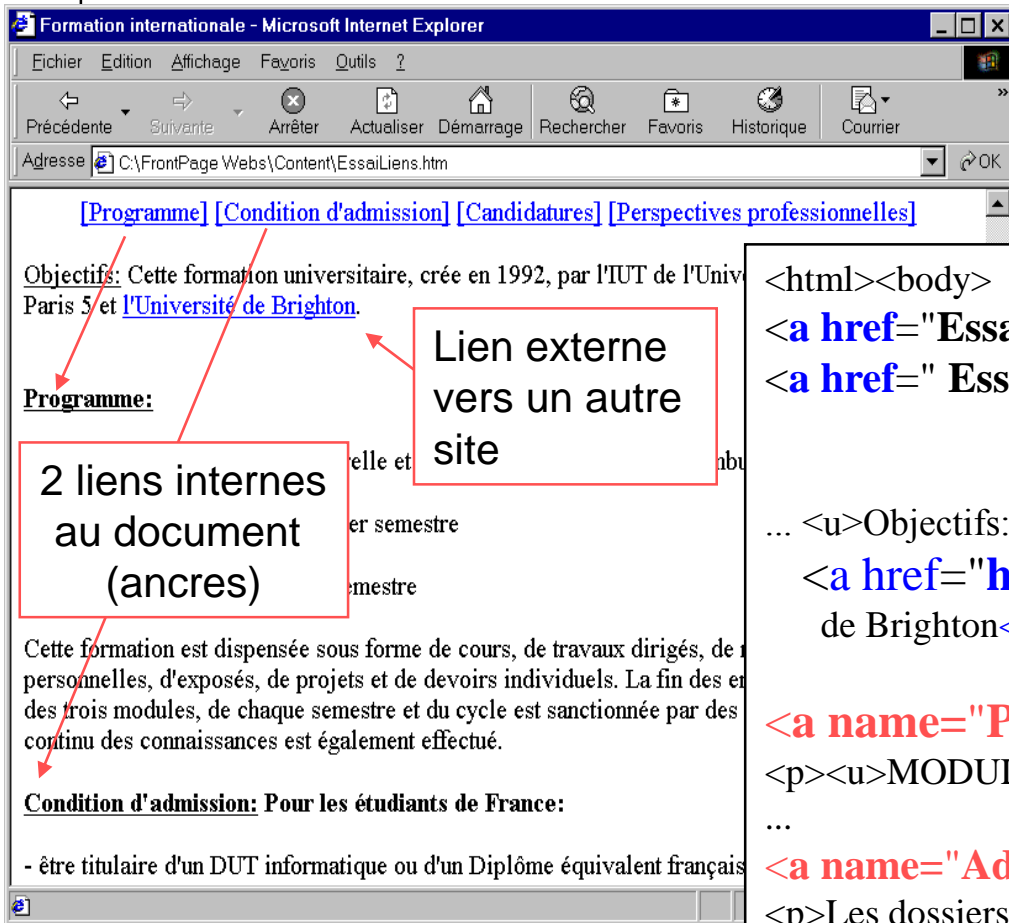 Formation internationale - Microsoft Internet Explorer
Fichier Edition Affichage Favoris Outils ?
Précédente Suivante Arrêter Actualiser Démarrage Rechercher Favoris Historique Courrier »
Adresse C:\FrontPage Webs\Content\EssaiLiens.htm OK
[Programme] [Condition d'admission] [Candidatures] [Perspectives professionnelles]
Objectifs: Cette formation universitaire, crée en 1992, par l'IUT de l'Unive
Paris 5 et l'Université de Brighton.
Lien externe
vers un autre
site
Programme:
relle et
2 liens internes
au document
(ancres)
er semestre
emestre
Cette formation est dispensée sous forme de cours, de travaux dirigés, de
personnelles, d'exposés, de projets et de devoirs individuels. La fin des
des trois modules, de chaque semestre et du cycle est sanctionnée par des
continu des connaissances est également effectué.
Condition d'admission: Pour les étudiants de France:
- être titulaire d'un DUT informatique ou d'un Diplôme équivalent français
<html><body>
<a href="Essa
<a href=" Ess
... <u>Objectifs:
<a href="h
de Brighton<
<a name="P
<p><u>MODUL
...
<a name="Ad
<p>Les dossiers